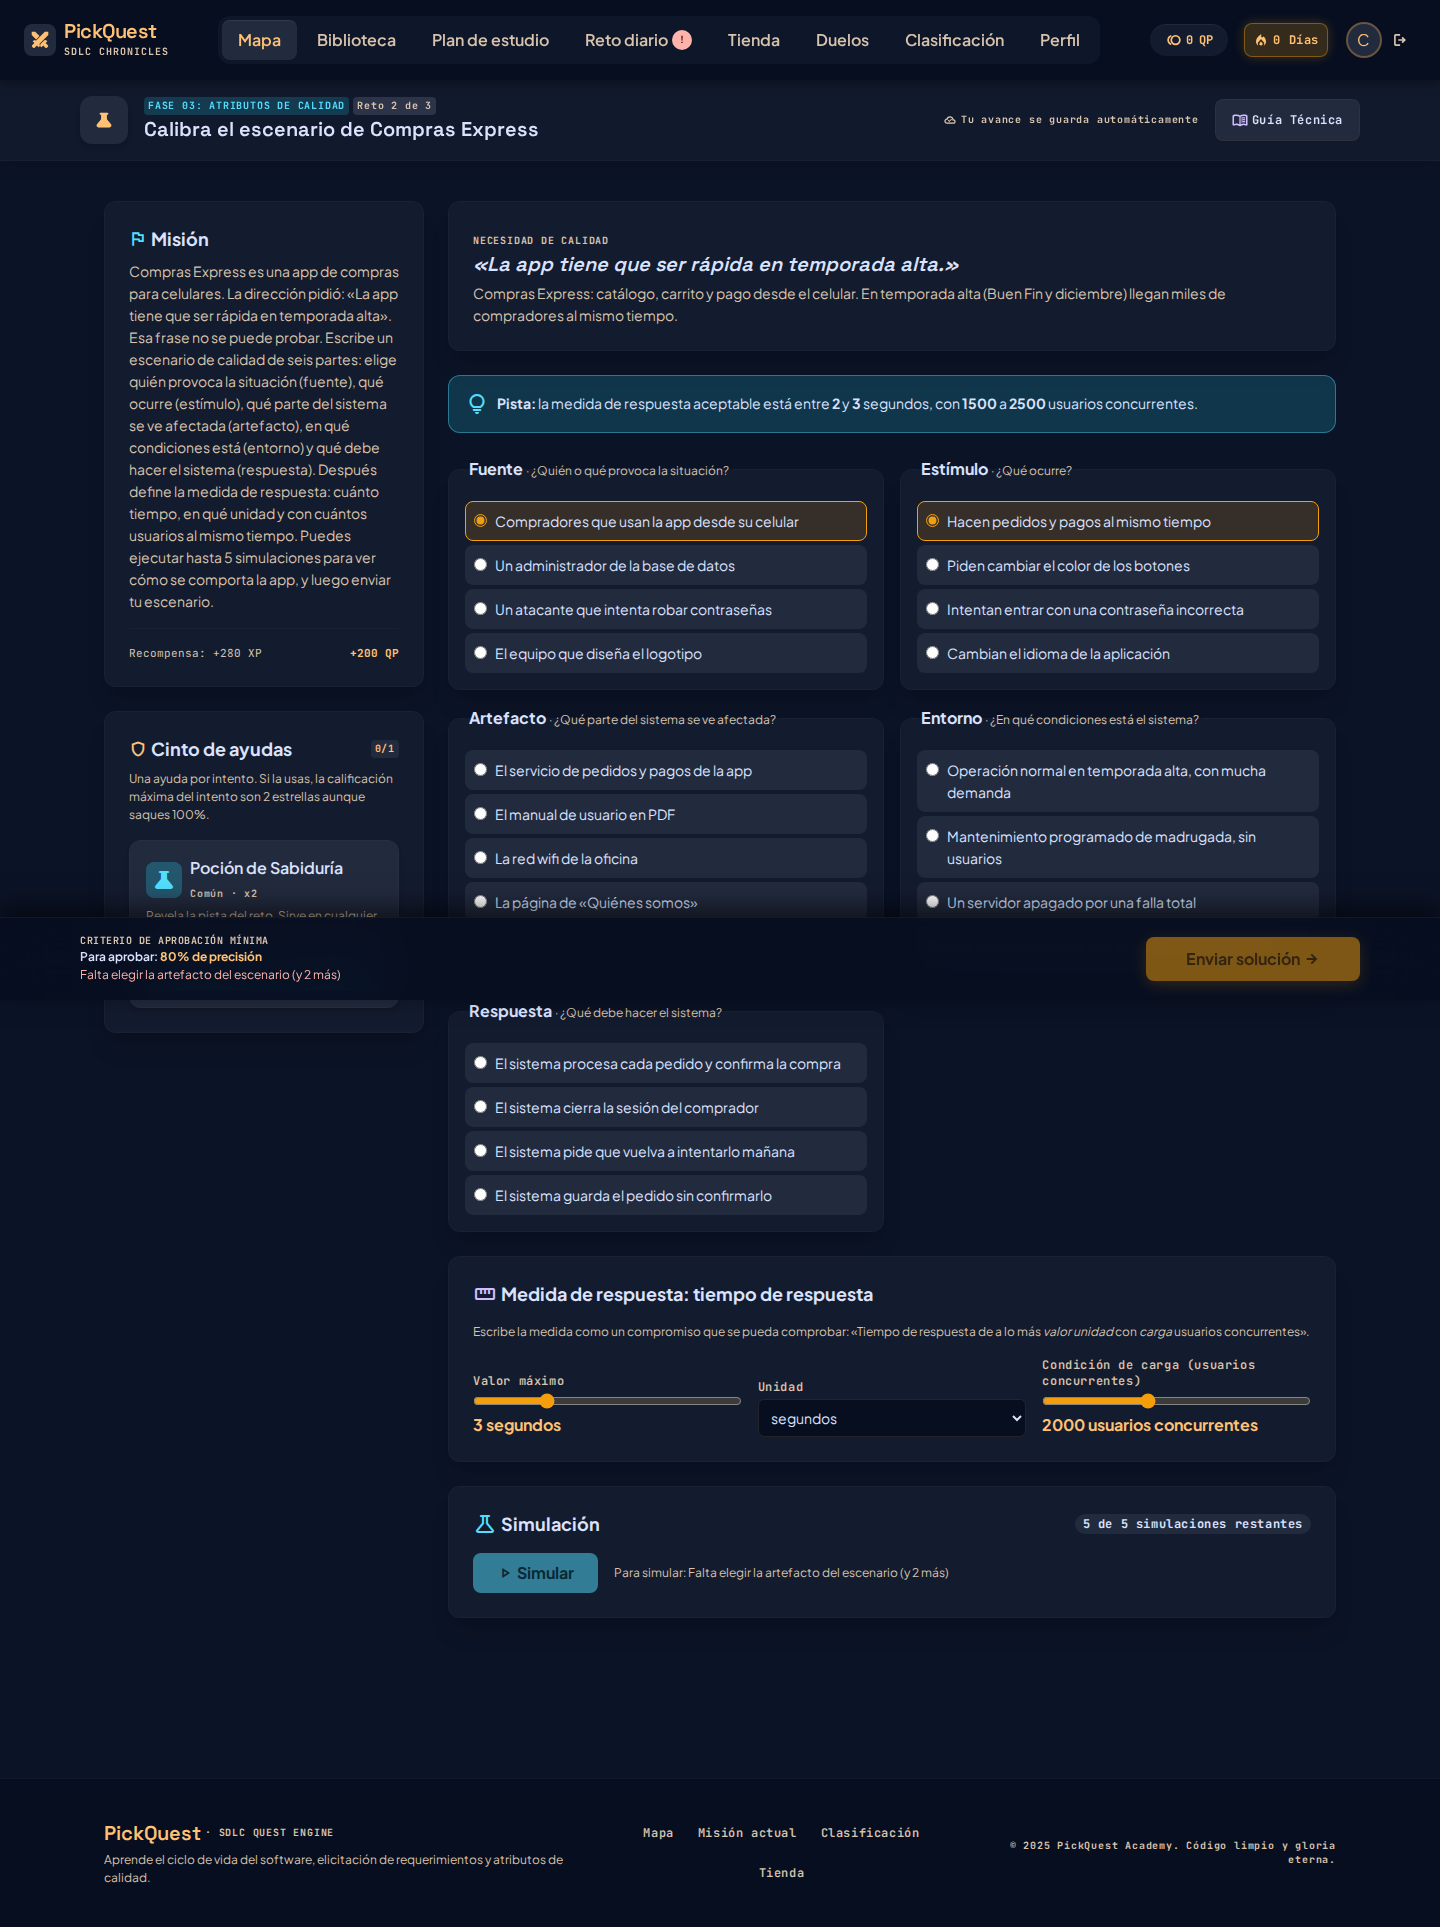 PickQuest
SDLC CHRONICLES
Mapa
Biblioteca
Plan de estudio
Reto diario !
Tienda
Duelos
Clasificación
Perfil
0 QP
0 Días
C
FASE 03: ATRIBUTOS DE CALIDAD
Reto 2 de 3
Calibra el escenario de Compras Express
Tu avance se guarda automáticamente
Guía Técnica
Misión
Compras Express es una app de compras
para celulares. La dirección pidió: «La app
tiene que ser rápida en temporada alta».
Esa frase no se puede probar. Escribe un
escenario de calidad de seis partes: elige
quién provoca la situación (fuente), qué
ocurre (estímulo), qué parte del sistema
se ve afectada (artefacto), en qué
condiciones está (entorno) y qué debe
hacer el sistema (respuesta). Después
define la medida de respuesta: cuánto
tiempo, en qué unidad y con cuántos
usuarios al mismo tiempo. Puedes
ejecutar hasta 5 simulaciones para ver
cómo se comporta la app, y luego enviar
tu escenario.
Recompensa: +280 XP
+200 QP
Cinto de ayudas
0/1
Una ayuda por intento. Si la usas, la calificación
máxima del intento son 2 estrellas aunque
saques 100%.
Poción de Sabiduría
Común · x2
Revela la pista del reto. Sirve en cualquier
NECESIDAD DE CALIDAD
«La app tiene que ser rápida en temporada alta.»
Compras Express: catálogo, carrito y pago desde el celular. En temporada alta (Buen Fin y diciembre) llegan miles de
compradores al mismo tiempo.
Pista: la medida de respuesta aceptable está entre 2 y 3 segundos, con 1500 a 2500 usuarios concurrentes.
Fuente · ¿Quién o qué provoca la situación?
Compradores que usan la app desde su celular
Un administrador de la base de datos
Un atacante que intenta robar contraseñas
El equipo que diseña el logotipo
Estímulo · ¿Qué ocurre?
Hacen pedidos y pagos al mismo tiempo
Piden cambiar el color de los botones
Intentan entrar con una contraseña incorrecta
Cambian el idioma de la aplicación
Artefacto · ¿Qué parte del sistema se ve afectada?
El servicio de pedidos y pagos de la app
El manual de usuario en PDF
La red wifi de la oficina
La página de «Quiénes somos»
Entorno · ¿En qué condiciones está el sistema?
Operación normal en temporada alta, con mucha
demanda
Mantenimiento programado de madrugada, sin
usuarios
Un servidor apagado por una falla total
CRITERIO DE APROBACIÓN MÍNIMA
Para aprobar: 80% de precisión
Falta elegir la artefacto del escenario (y 2 más)
Enviar solución
Respuesta · ¿Qué debe hacer el sistema?
El sistema procesa cada pedido y confirma la compra
El sistema cierra la sesión del comprador
El sistema pide que vuelva a intentarlo mañana
El sistema guarda el pedido sin confirmarlo
Medida de respuesta: tiempo de respuesta
Escribe la medida como un compromiso que se pueda comprobar: «Tiempo de respuesta de a lo más valor unidad con carga usuarios concurrentes».
Valor máximo
3 segundos
Unidad
segundos
Condición de carga (usuarios
concurrentes)
2000 usuarios concurrentes
Simulación
5 de 5 simulaciones restantes
Simular
Para simular: Falta elegir la artefacto del escenario (y 2 más)
PickQuest · SDLC QUEST ENGINE
Aprende el ciclo de vida del software, elicitación de requerimientos y atributos de
calidad.
Mapa
Misión actual
Clasificación
Tienda
© 2025 PickQuest Academy. Código limpio y gloria
eterna.